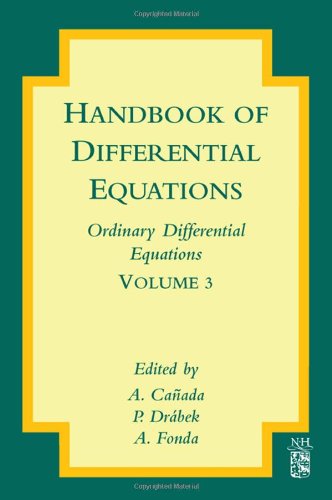 HANDBOOK OF
DIFFERENTIAL
EQUATIONS
Ordinary Differential
Equations
VOLUME 3
Edited by
A. Cañada
P. Drábek
A. Fonda
N·H